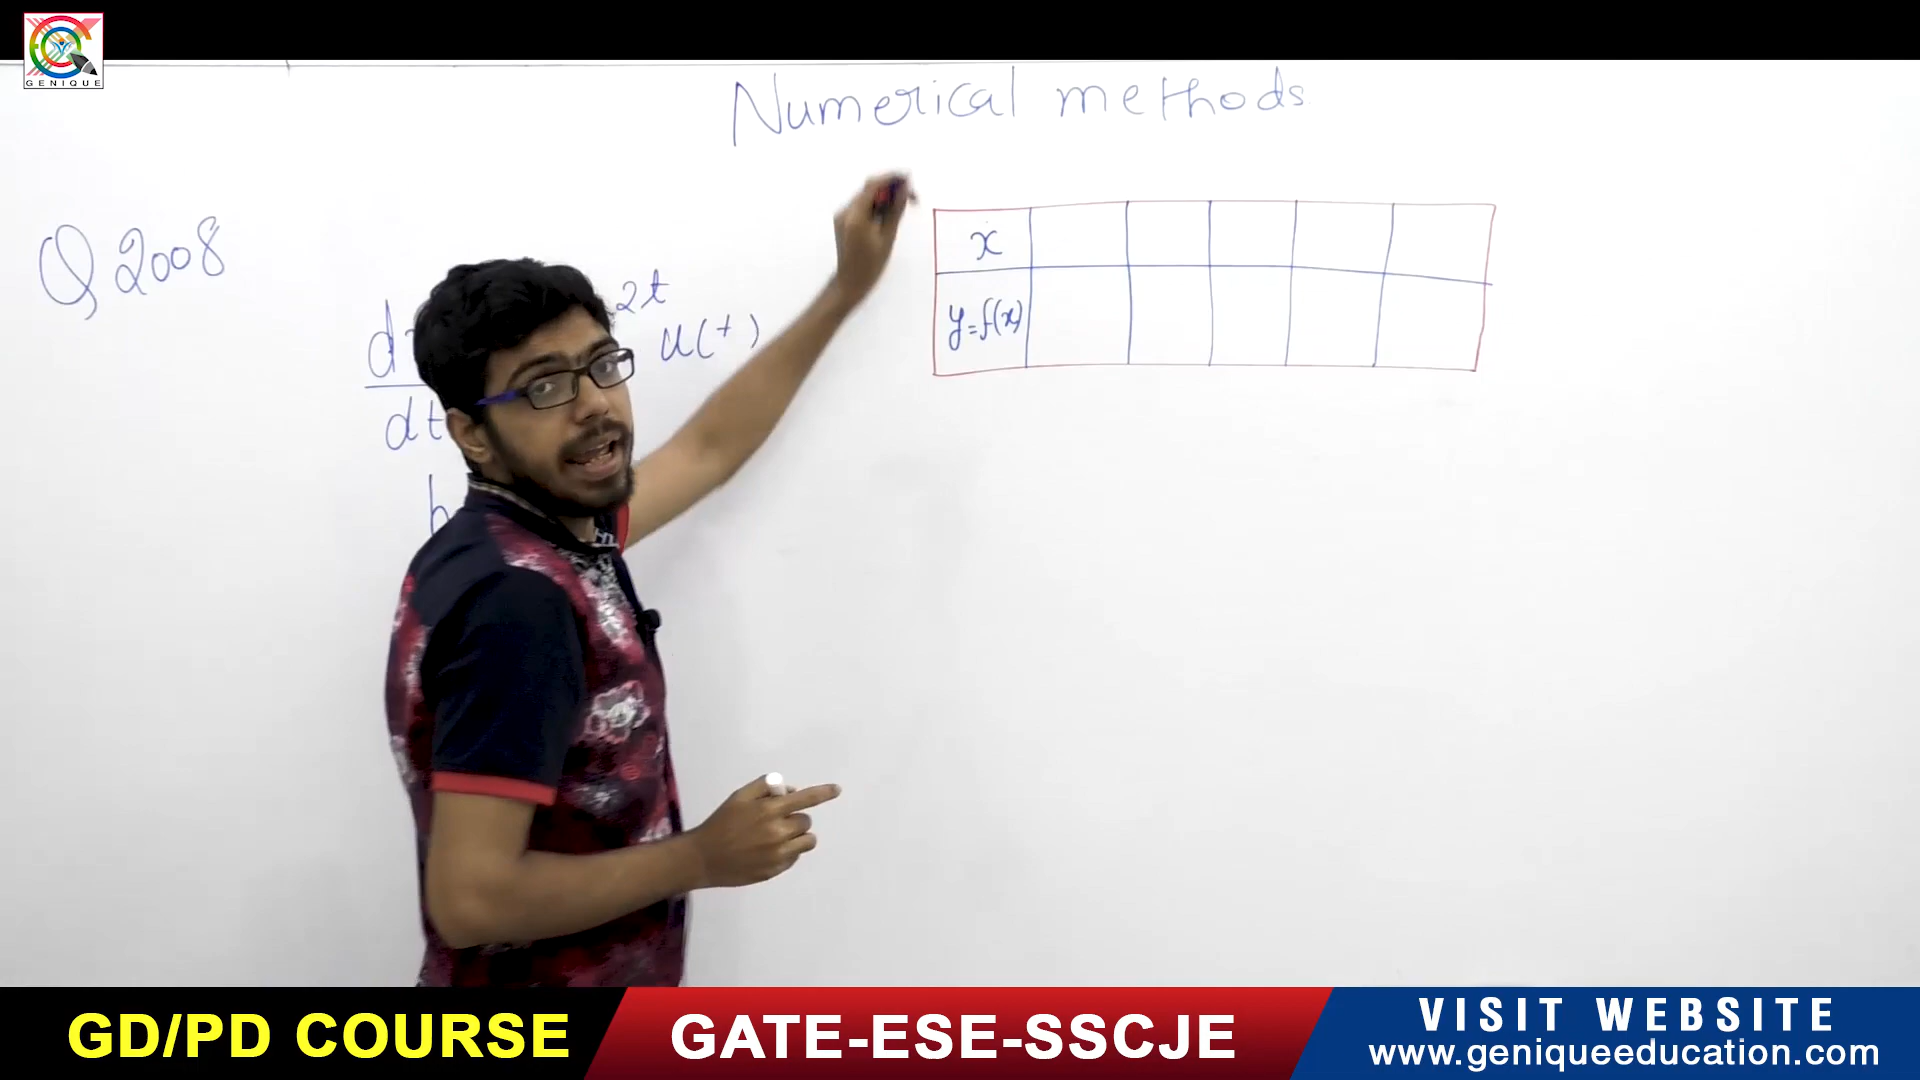 GENIQUE
Numerical methods
Q 2008
2t
u(t)
dt
x
y=f(x)
GD/PD COURSE
GATE-ESE-SSCJE
VISIT WEBSITE
www.geniqueeducation.com